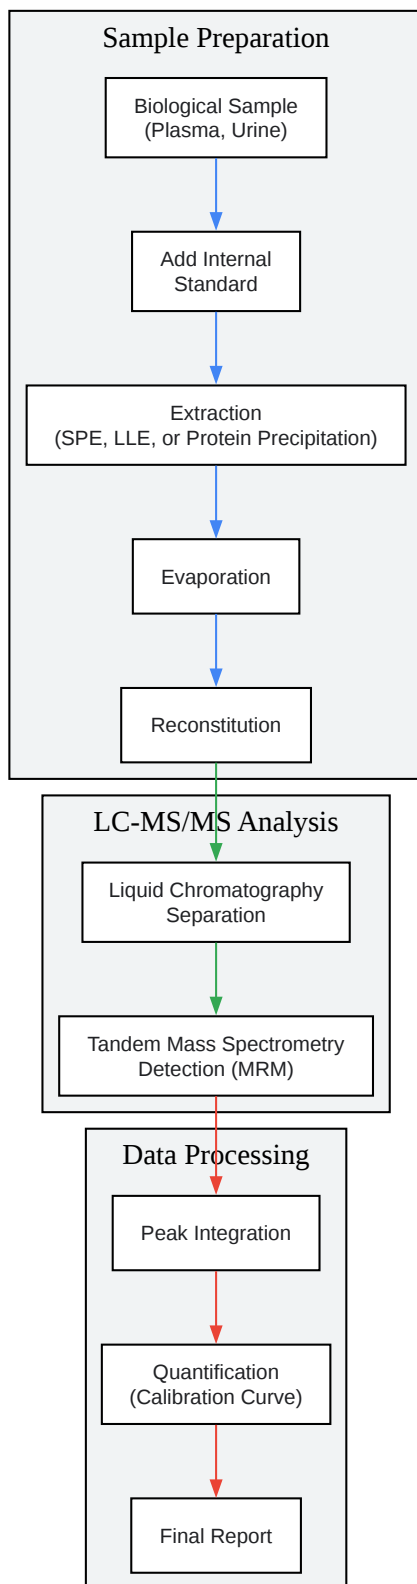 Sample Preparation
Biological Sample
(Plasma, Urine)
Add Internal
Standard
Extraction
(SPE, LLE, or Protein Precipitation)
Evaporation
Reconstitution
LC-MS/MS Analysis
Liquid Chromatography
Separation
Tandem Mass Spectrometry
Detection (MRM)
Data Processing
Peak Integration
Quantification
(Calibration Curve)
Final Report